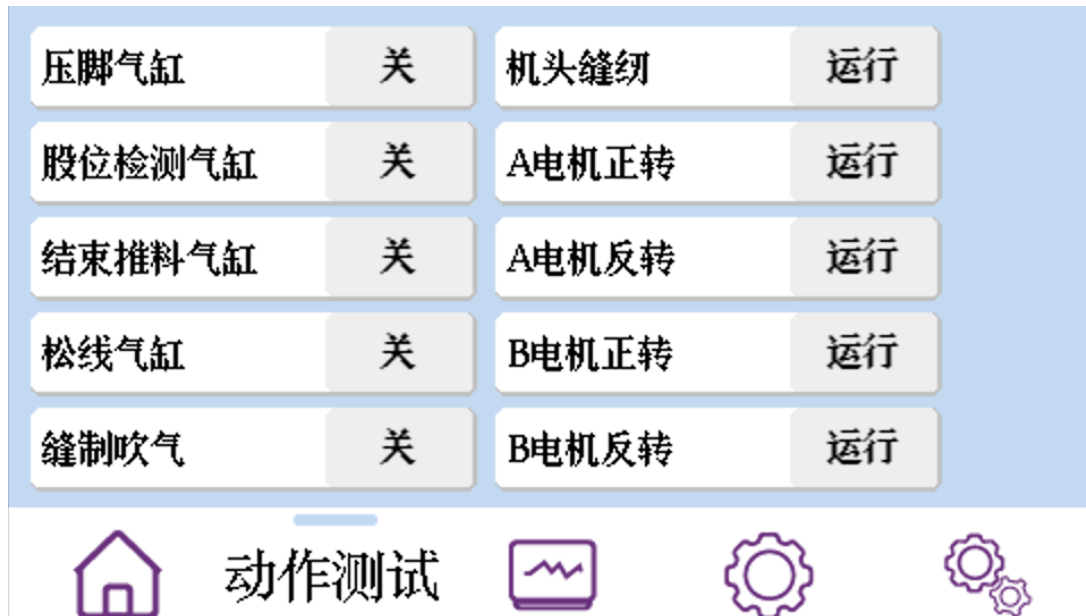 压脚气缸 关 机头缝纫 运行
股位检测气缸 关 A电机正转 运行
结束推料气缸 关 A电机反转 运行
松线气缸 关 B电机正转 运行
缝制吹气 关 B电机反转 运行
动作测试